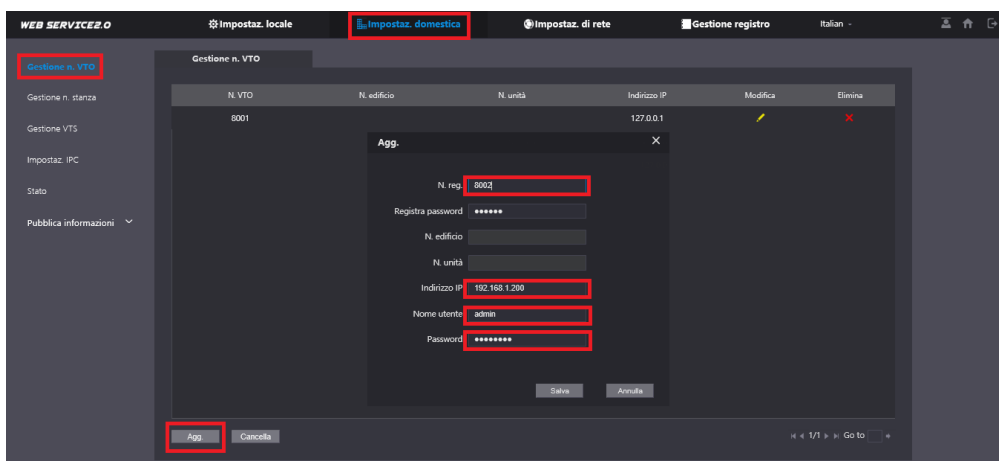 WEB SERVICE2.0 Impostaz. locale Impostaz. domestica Impostaz. di rete Gestione registro Italian
Gestione n. VTO
Gestione n. stanza
Gestione VTS
Impostaz. IPC
Stato
Pubblica informazioni
Gestione n. VTO
N. VTO N. edificio N. unità Indirizzo IP Modifica Elimina
8001 127.0.0.1
Agg.
N. reg. 8002
Registra password ••••••
N. edificio
N. unità
Indirizzo IP 192.168.1.200
Nome utente admin
Password ••••••••
Salva Annulla
Agg. Cancella 1/1 Go to